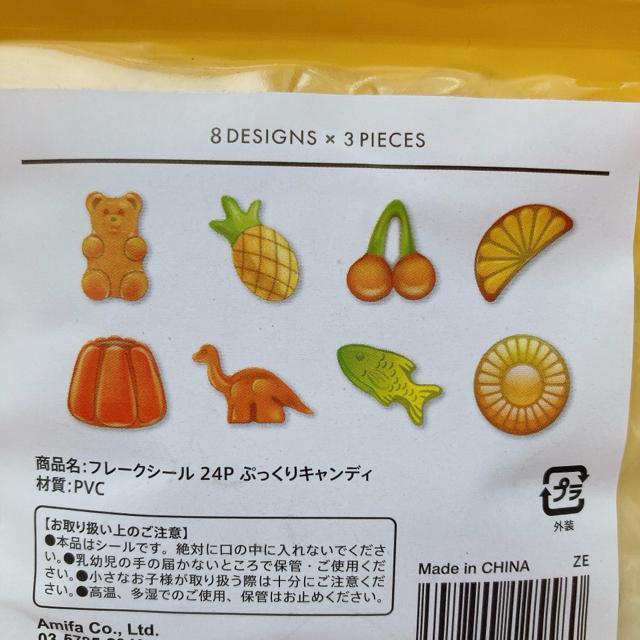 8 DESIGNS × 3 PIECES
商品名:フレークシール 24P ぷっくりキャンディ
材質:PVC
プラ
外装
【お取り扱い上のご注意】
●本品はシールです。絶対に口の中に入れないでくださ
い。●乳幼児の手の届かないところで保管・ご使用くだ
さい。●小さなお子様が取り扱う際は十分にご注意くだ
さい。●高温、多湿でのご使用、保管はお止めください。
Made in CHINA ZE
Amifa Co., Ltd.